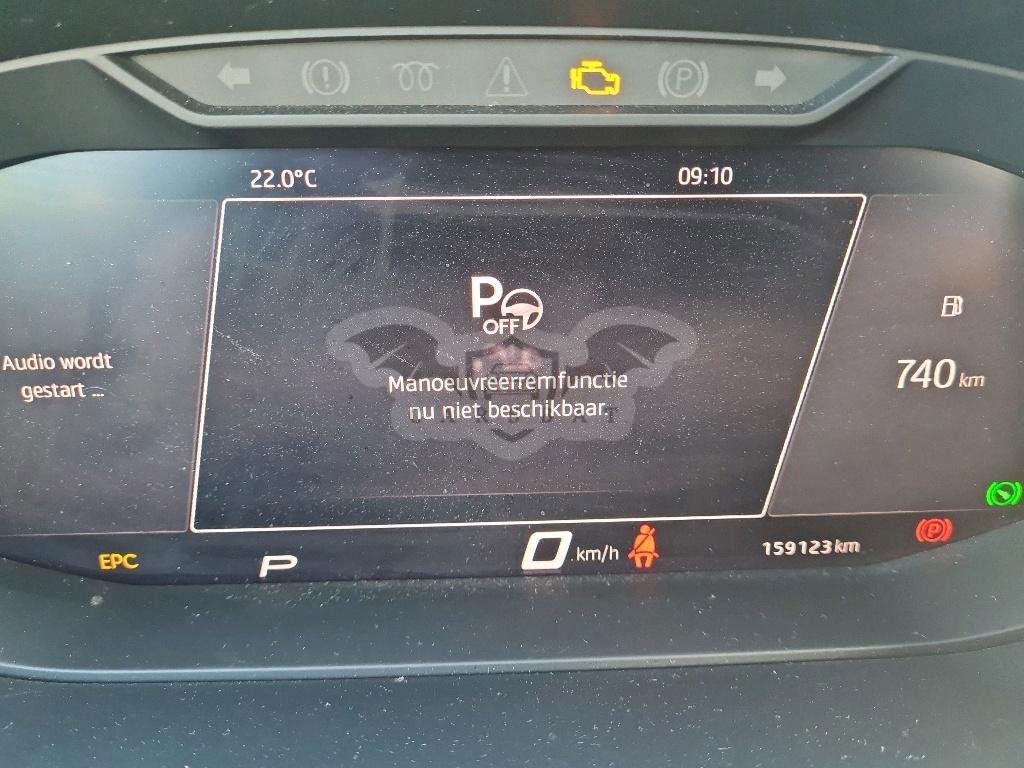 22.0°C
09:10
P
OFF
Audio wordt
gestart ...
Manoeuvreerremfunctie
nu niet beschikbaar.
CARBUAT
740 km
EPC
P
0 km/h
159123 km
P
P